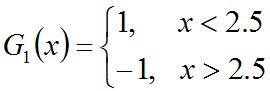 G₁(x) = { 1, x < 2.5
-1, x > 2.5